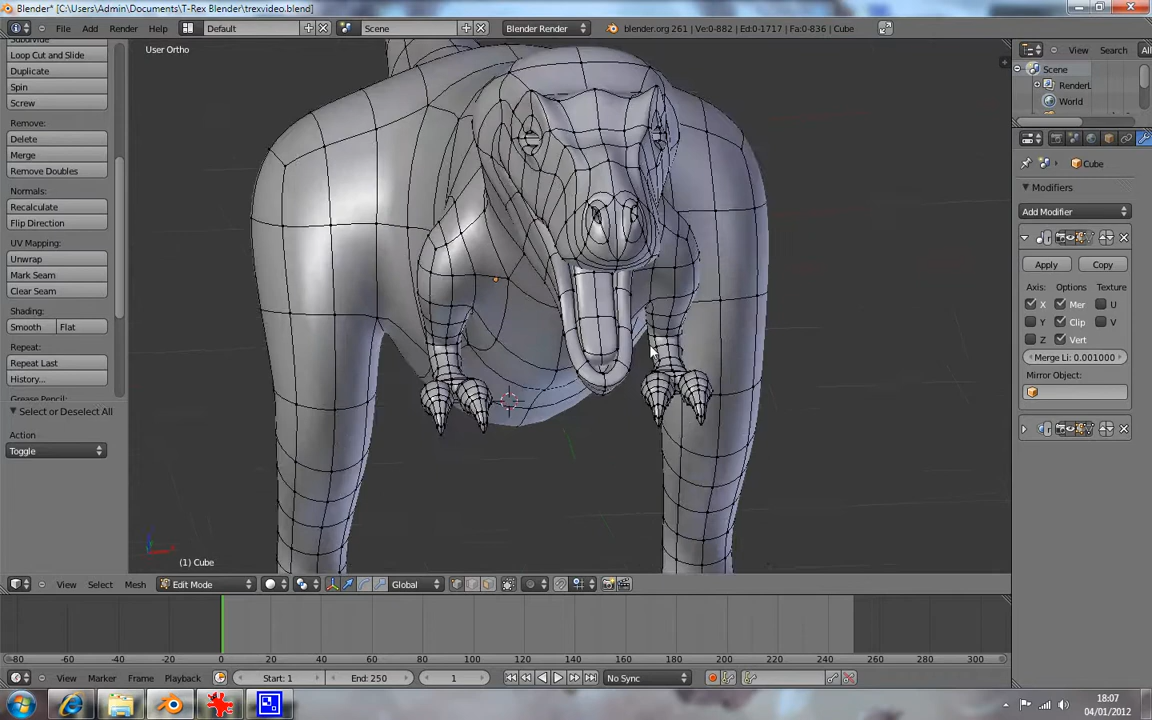 Blender* [C:\Users\Admin\Documents\T-Rex Blender\trexvideo.blend]
File Add Render Help Default Scene Blender Render blender.org 261 | Ve:0-882 | Ed:0-1717 | Fa:0-836 | Cube
View Search All
User Ortho
Loop Cut and Slide
Duplicate
Spin
Screw
Remove:
Delete
Merge
Remove Doubles
Normals:
Recalculate
Flip Direction
UV Mapping:
Unwrap
Mark Seam
Clear Seam
Shading:
Smooth Flat
Repeat:
Repeat Last
History...
Select or Deselect All
Action
Toggle
Scene
RenderL
World
Cube
Modifiers
Add Modifier
Apply Copy
Axis: Options Texture
X Mer U
Y Clip V
Z Vert
Merge Li: 0.001000
Mirror Object:
(1) Cube
View Select Mesh Edit Mode Global
-80 -60 -40 -20 0 20 40 60 80 100 120 140 160 180 200 220 240 260 280 300
View Marker Frame Playback Start: 1 End: 250 1 No Sync
18:07
04/01/2012